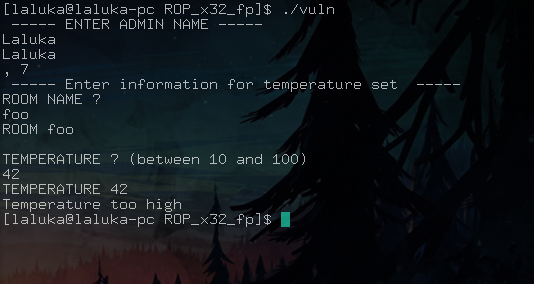 [laluka@laluka-pc ROP_x32_fp]$ ./vuln
----- ENTER ADMIN NAME -----
Laluka
Laluka
, 7
----- Enter information for temperature set  -----
ROOM NAME ?
foo
ROOM foo
TEMPERATURE ? (between 10 and 100)
42
TEMPERATURE 42
Temperature too high
[laluka@laluka-pc ROP_x32_fp]$